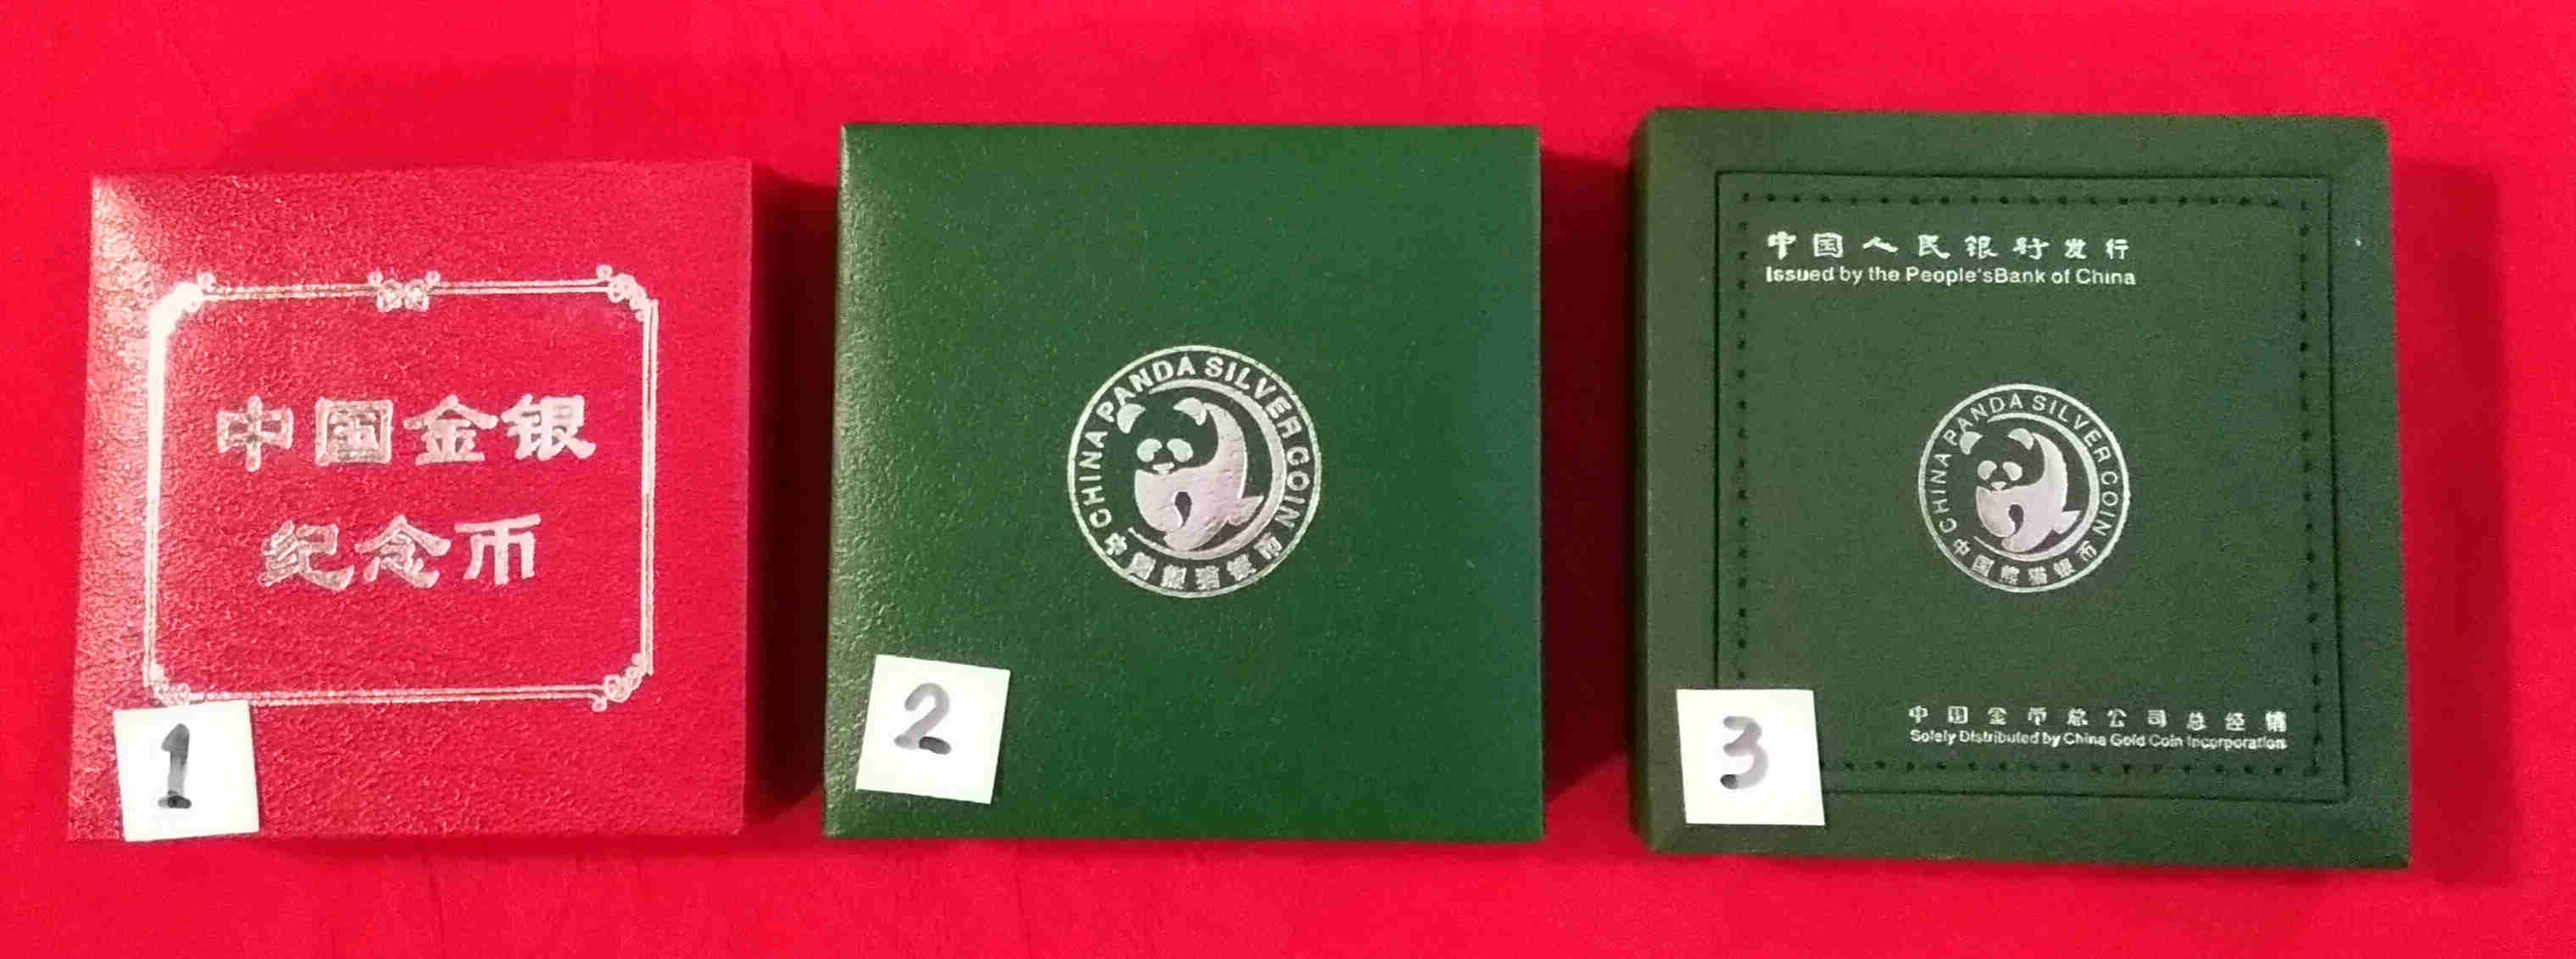 中国金银
纪念币
1
CHINA PANDA SILVER COIN
中国熊猫银币
2
中国人民银行发行
Issued by the People'sBank of China
CHINA PANDA SILVER COIN
中国熊猫银币
中国金币总公司总经销
Solely Distributed by China Gold Coin Incorporation
3